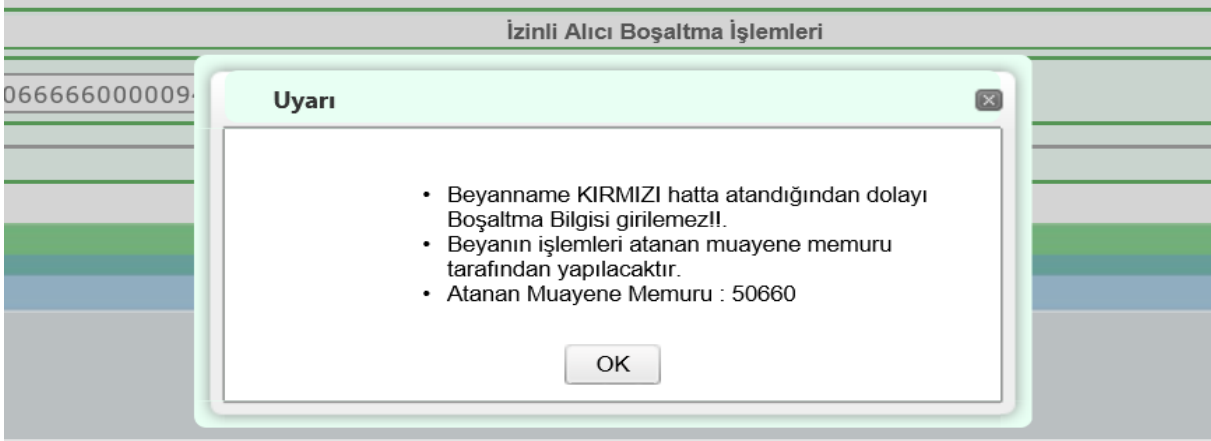 İzinli Alıcı Boşaltma İşlemleri
066666000009
Uyarı
• Beyanname KIRMIZI hatta atandığından dolayı
Boşaltma Bilgisi girilemez!!.
• Beyanın işlemleri atanan muayene memuru
tarafından yapılacaktır.
• Atanan Muayene Memuru : 50660
OK